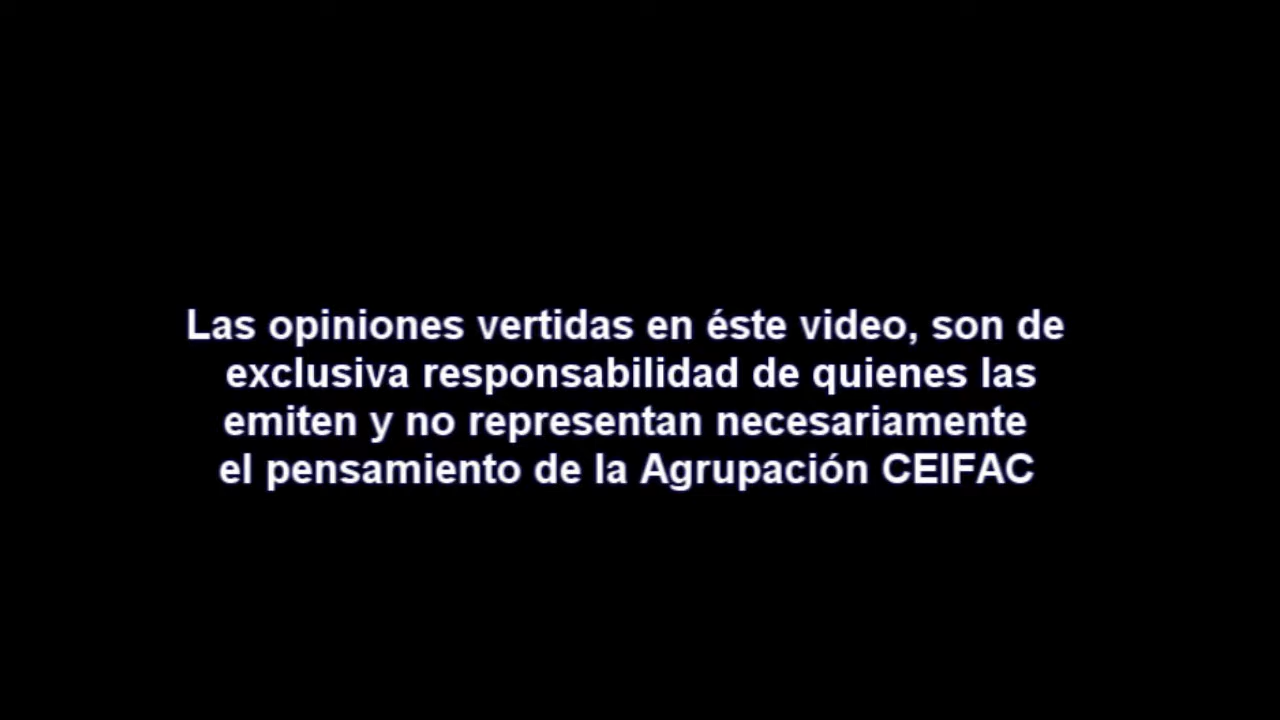 Las opiniones vertidas en éste video, son de
exclusiva responsabilidad de quienes las
emiten y no representan necesariamente
el pensamiento de la Agrupación CEIFAC